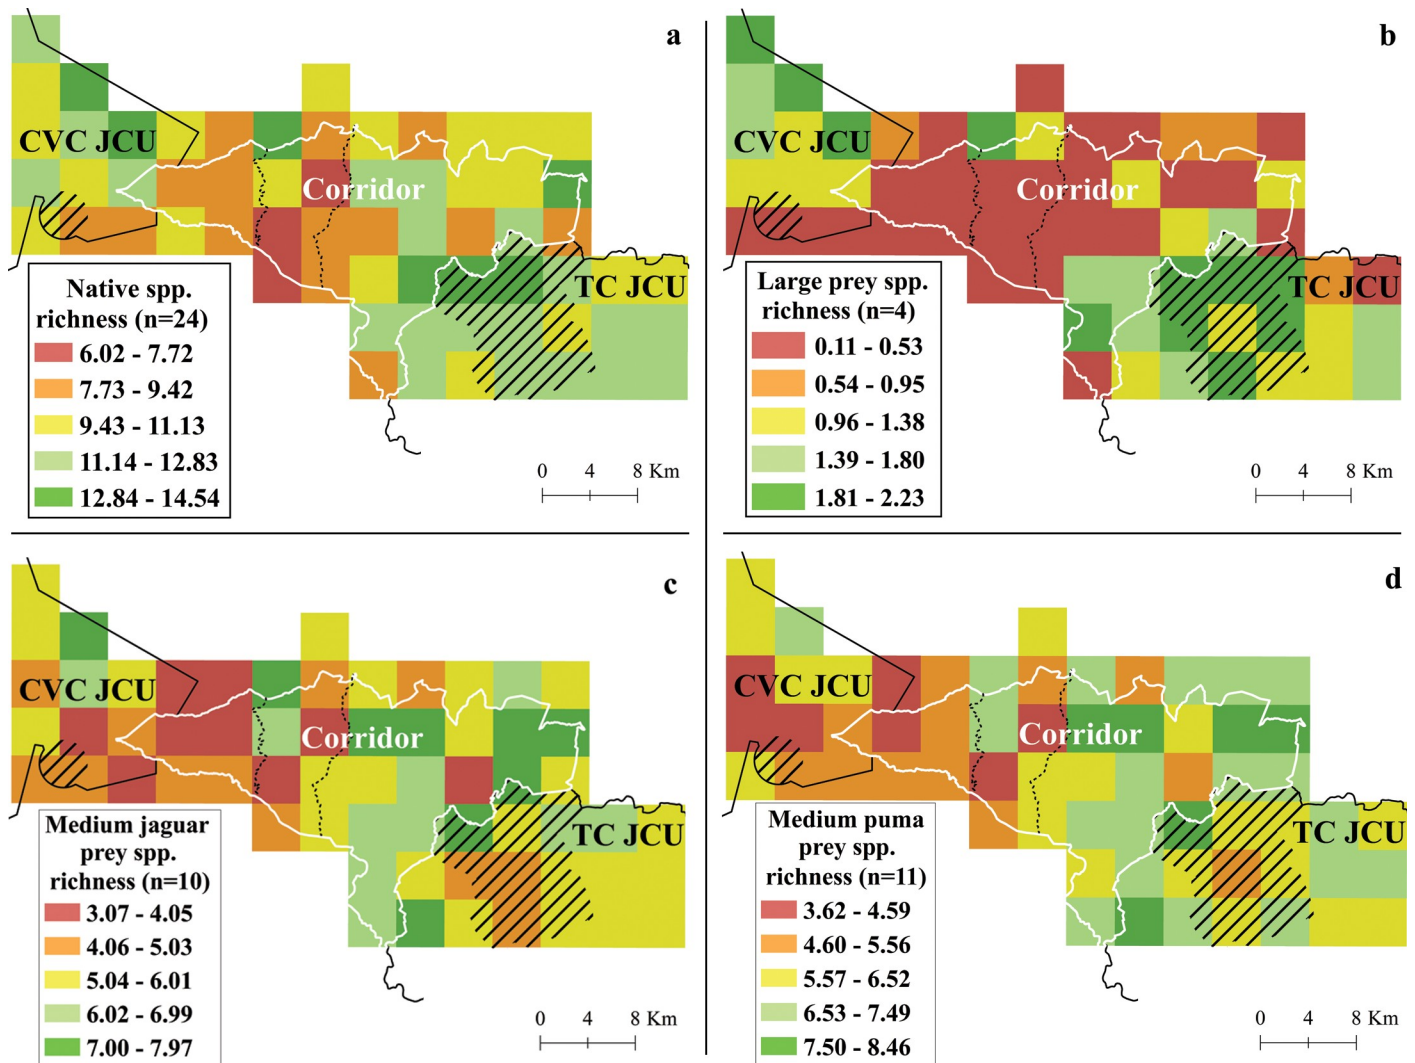 a
CVC JCU
Corridor
TC JCU
Native spp.
richness (n=24)
6.02 - 7.72
7.73 - 9.42
9.43 - 11.13
11.14 - 12.83
12.84 - 14.54
0 4 8 Km
b
CVC JCU
Corridor
TC JCU
Large prey spp.
richness (n=4)
0.11 - 0.53
0.54 - 0.95
0.96 - 1.38
1.39 - 1.80
1.81 - 2.23
0 4 8 Km
c
CVC JCU
Corridor
TC JCU
Medium jaguar
prey spp.
richness (n=10)
3.07 - 4.05
4.06 - 5.03
5.04 - 6.01
6.02 - 6.99
7.00 - 7.97
0 4 8 Km
d
CVC JCU
Corridor
TC JCU
Medium puma
prey spp.
richness (n=11)
3.62 - 4.59
4.60 - 5.56
5.57 - 6.52
6.53 - 7.49
7.50 - 8.46
0 4 8 Km